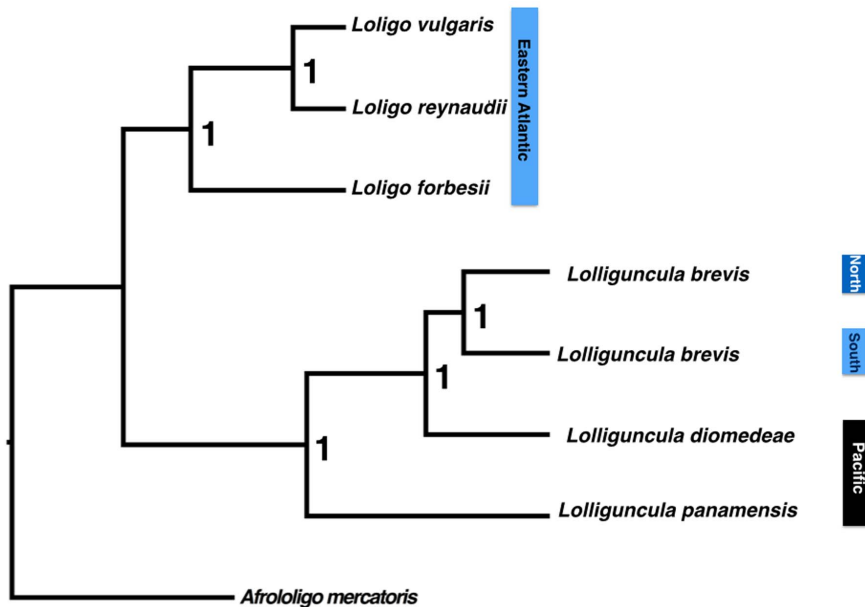 Loligo vulgaris
1
Loligo reynaudii
1
Loligo forbesii
Eastern Atlantic
Lolliguncula brevis
North
1
Lolliguncula brevis
South
1
Lolliguncula diomedeae
1
Lolliguncula panamensis
Pacific
Afrololigo mercatoris